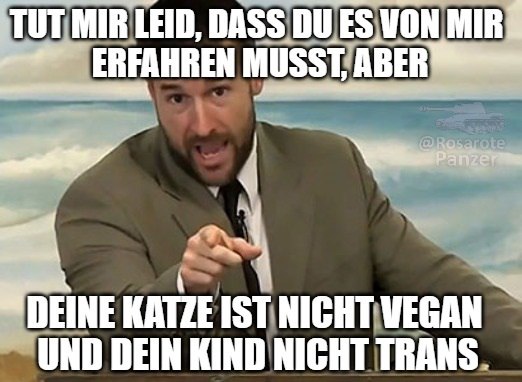 TUT MIR LEID, DASS DU ES VON MIR
ERFAHREN MUSST, ABER
@Rosarote
Panzer
DEINE KATZE IST NICHT VEGAN
UND DEIN KIND NICHT TRANS